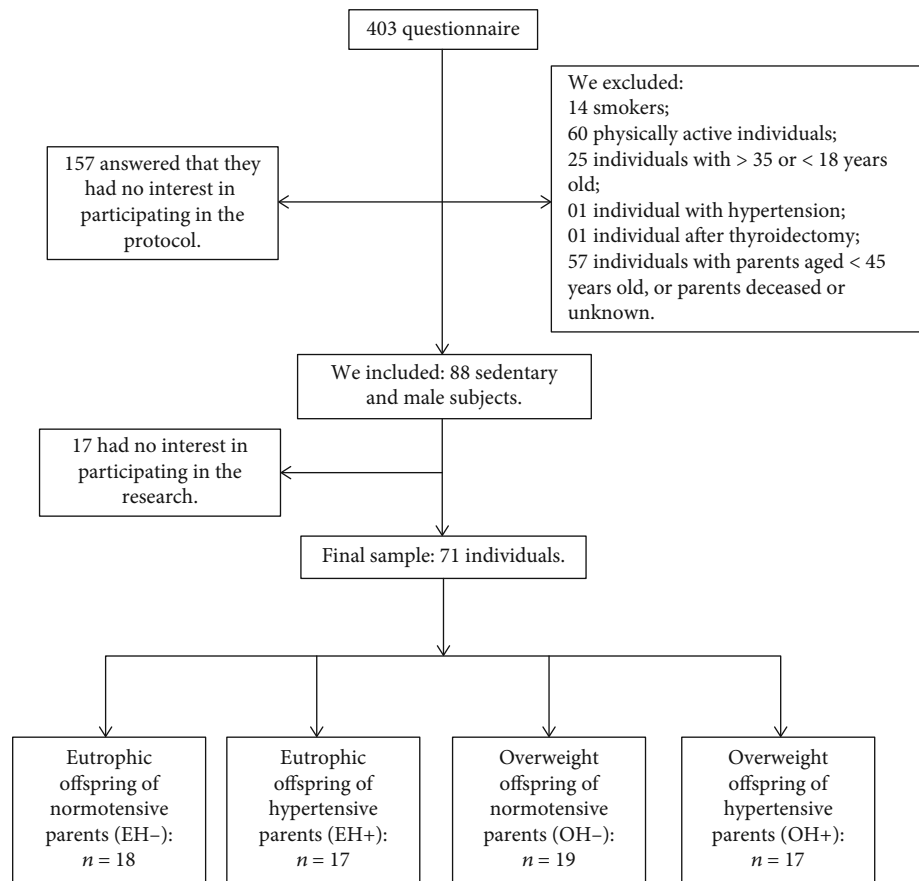 403 questionnaire
We excluded:
14 smokers;
60 physically active individuals;
25 individuals with > 35 or < 18 years
old;
01 individual with hypertension;
01 individual after thyroidectomy;
57 individuals with parents aged < 45
years old, or parents deceased or
unknown.
157 answered that they
had no interest in
participating in the
protocol.
We included: 88 sedentary
and male subjects.
17 had no interest in
participating in the
research.
Final sample: 71 individuals.
Eutrophic
offspring of
normotensive
parents (EH–):
n = 18
Eutrophic
offspring of
hypertensive
parents (EH+):
n = 17
Overweight
offspring of
normotensive
parents (OH–):
n = 19
Overweight
offspring of
hypertensive
parents (OH+):
n = 17